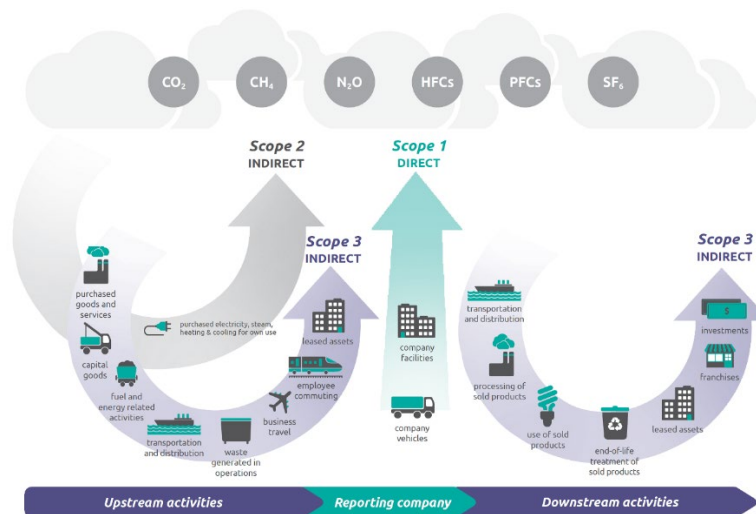 CO₂
CH₄
N₂O
HFCs
PFCs
SF₆
Scope 2
INDIRECT
Scope 1
DIRECT
Scope 3
INDIRECT
Scope 3
INDIRECT
purchased
goods and
services
capital
goods
fuel and
energy related
activities
purchased electricity, steam,
heating & cooling for own use
transportation
and distribution
waste
generated in
operations
business
travel
employee
commuting
leased assets
company
facilities
company
vehicles
transportation
and distribution
processing of
sold products
use of sold
products
end-of-life
treatment of
sold products
leased assets
franchises
$
investments
Upstream activities
Reporting company
Downstream activities